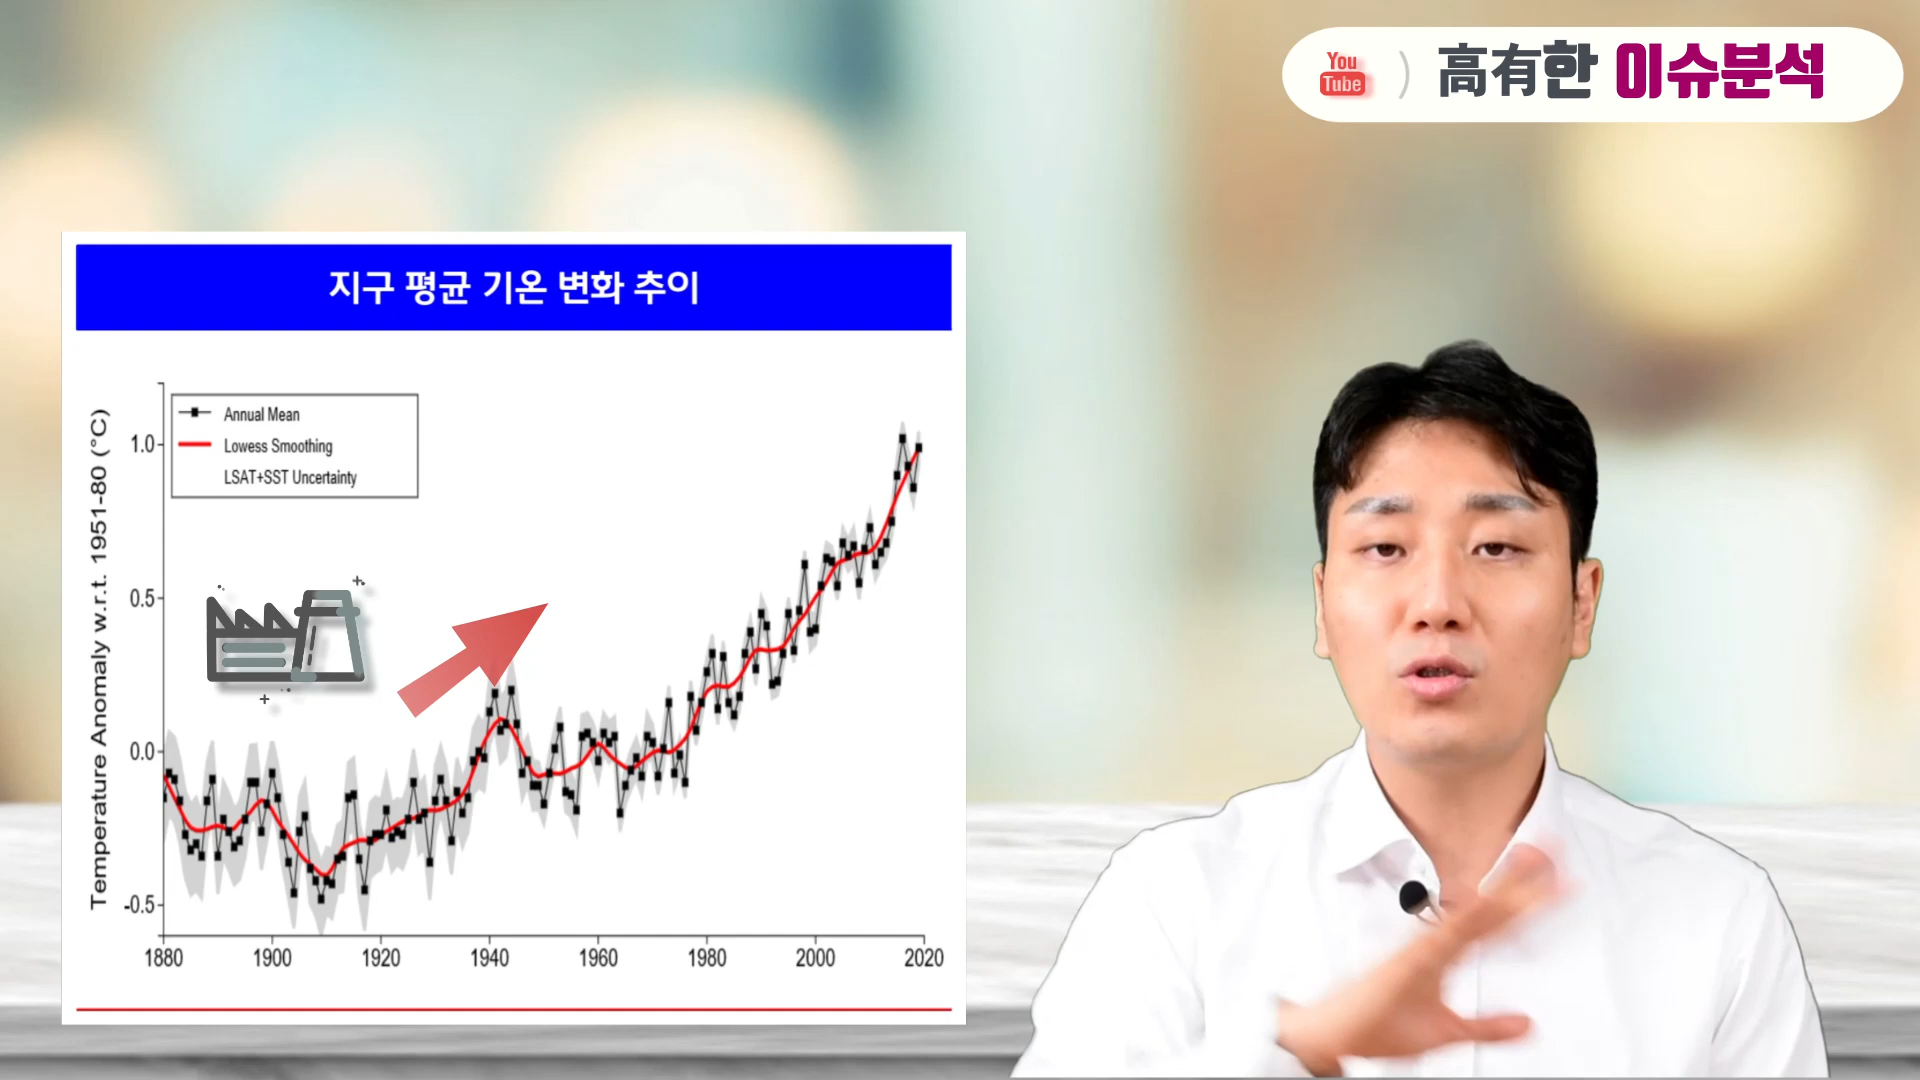 You
Tube
高有한 이슈분석
지구 평균 기온 변화 추이
Temperature Anomaly w.r.t. 1951-80 (°C)
Annual Mean
Lowess Smoothing
LSAT+SST Uncertainty
1.0
0.5
0.0
-0.5
1880 1900 1920 1940 1960 1980 2000 2020